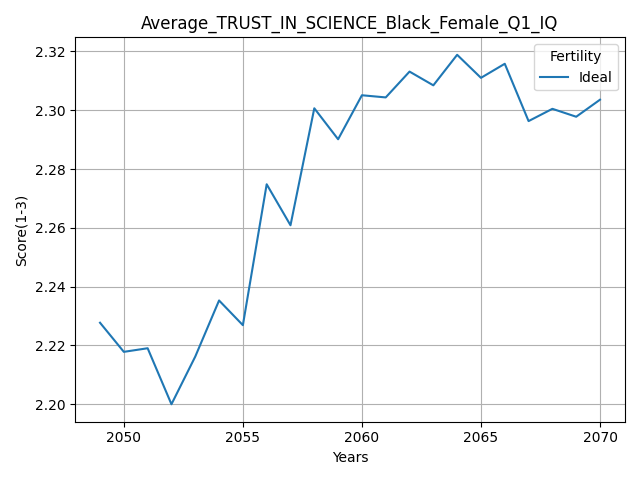 Average_TRUST_IN_SCIENCE_Black_Female_Q1_IQ
Fertility
Ideal
2.32
2.30
2.28
2.26
2.24
2.22
2.20
Score(1-3)
2050
2055
2060
2065
2070
Years